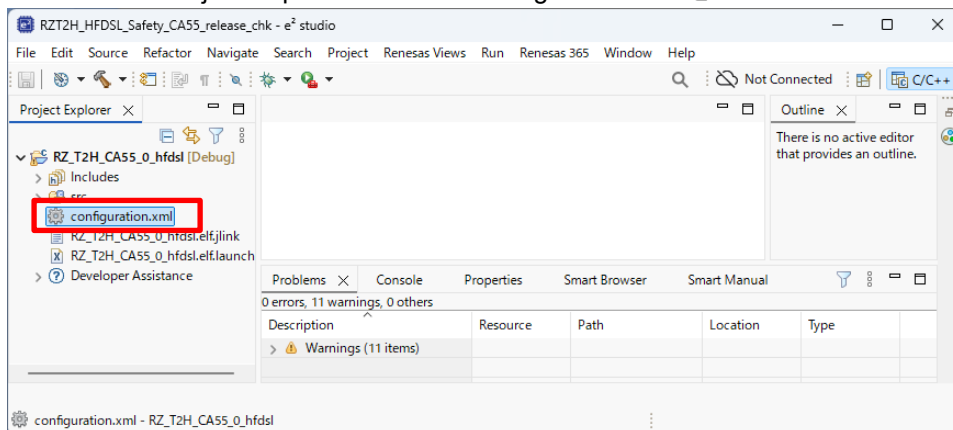 RZT2H_HFDSL_Safety_CA55_release_chk - e² studio
File Edit Source Refactor Navigate Search Project Renesas Views Run Renesas 365 Window Help
Not Connected C/C++
Project Explorer
Outline
There is no active editor
that provides an outline.
RZ_T2H_CA55_0_hfdsl [Debug]
Includes
src
configuration.xml
RZ_T2H_CA55_0_hfdsl.elf.jlink
RZ_T2H_CA55_0_hfdsl.elf.launch
Developer Assistance
Problems Console Properties Smart Browser Smart Manual
0 errors, 11 warnings, 0 others
Description Resource Path Location Type
Warnings (11 items)
configuration.xml - RZ_T2H_CA55_0_hfdsl